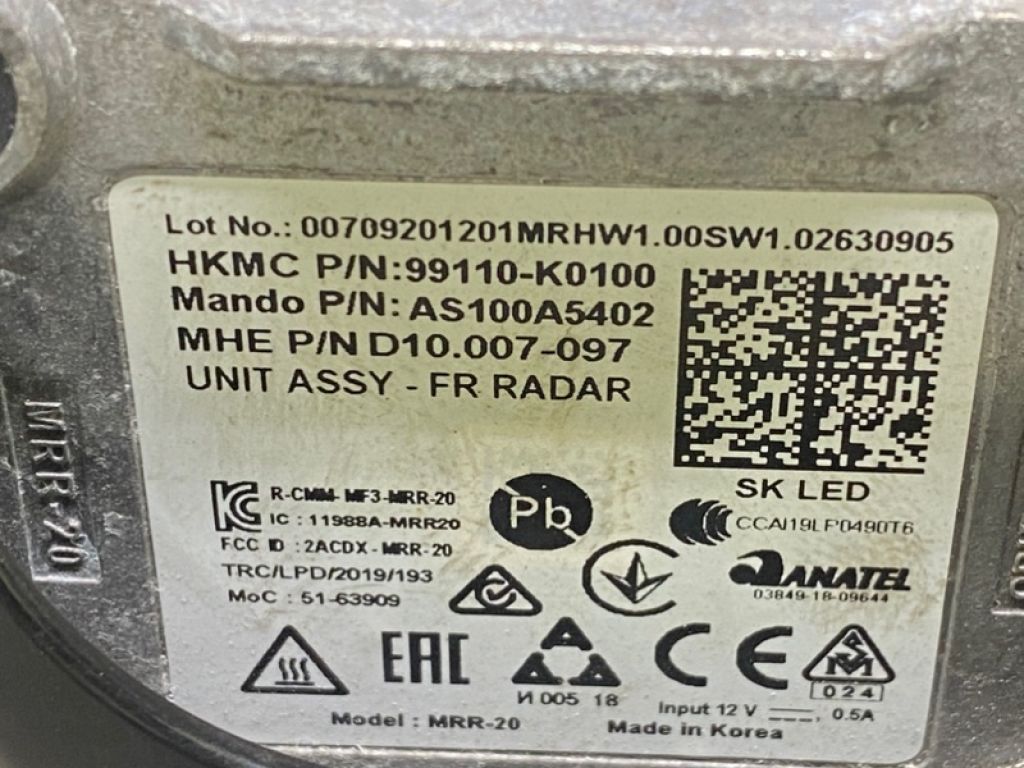 Lot No.: 00709201201MRHW1.00SW1.02630905
HKMC P/N:99110-K0100
Mando P/N: AS100A5402
MHE P/N D10.007-097
UNIT ASSY - FR RADAR
SK LED
R-CMM-MF3-MRR-20
IC : 11988A-MRR20
FCC ID : 2ACDX-MRR-20
TRC/LPD/2019/193
MoC : 51-63909
Pb
CCAI19LP0490T6
ANATEL
03849-18-09644
EAC
И 005 18
CE
024
Input 12 V ⎓, 0.5A
Model : MRR-20
Made in Korea
MRR-20